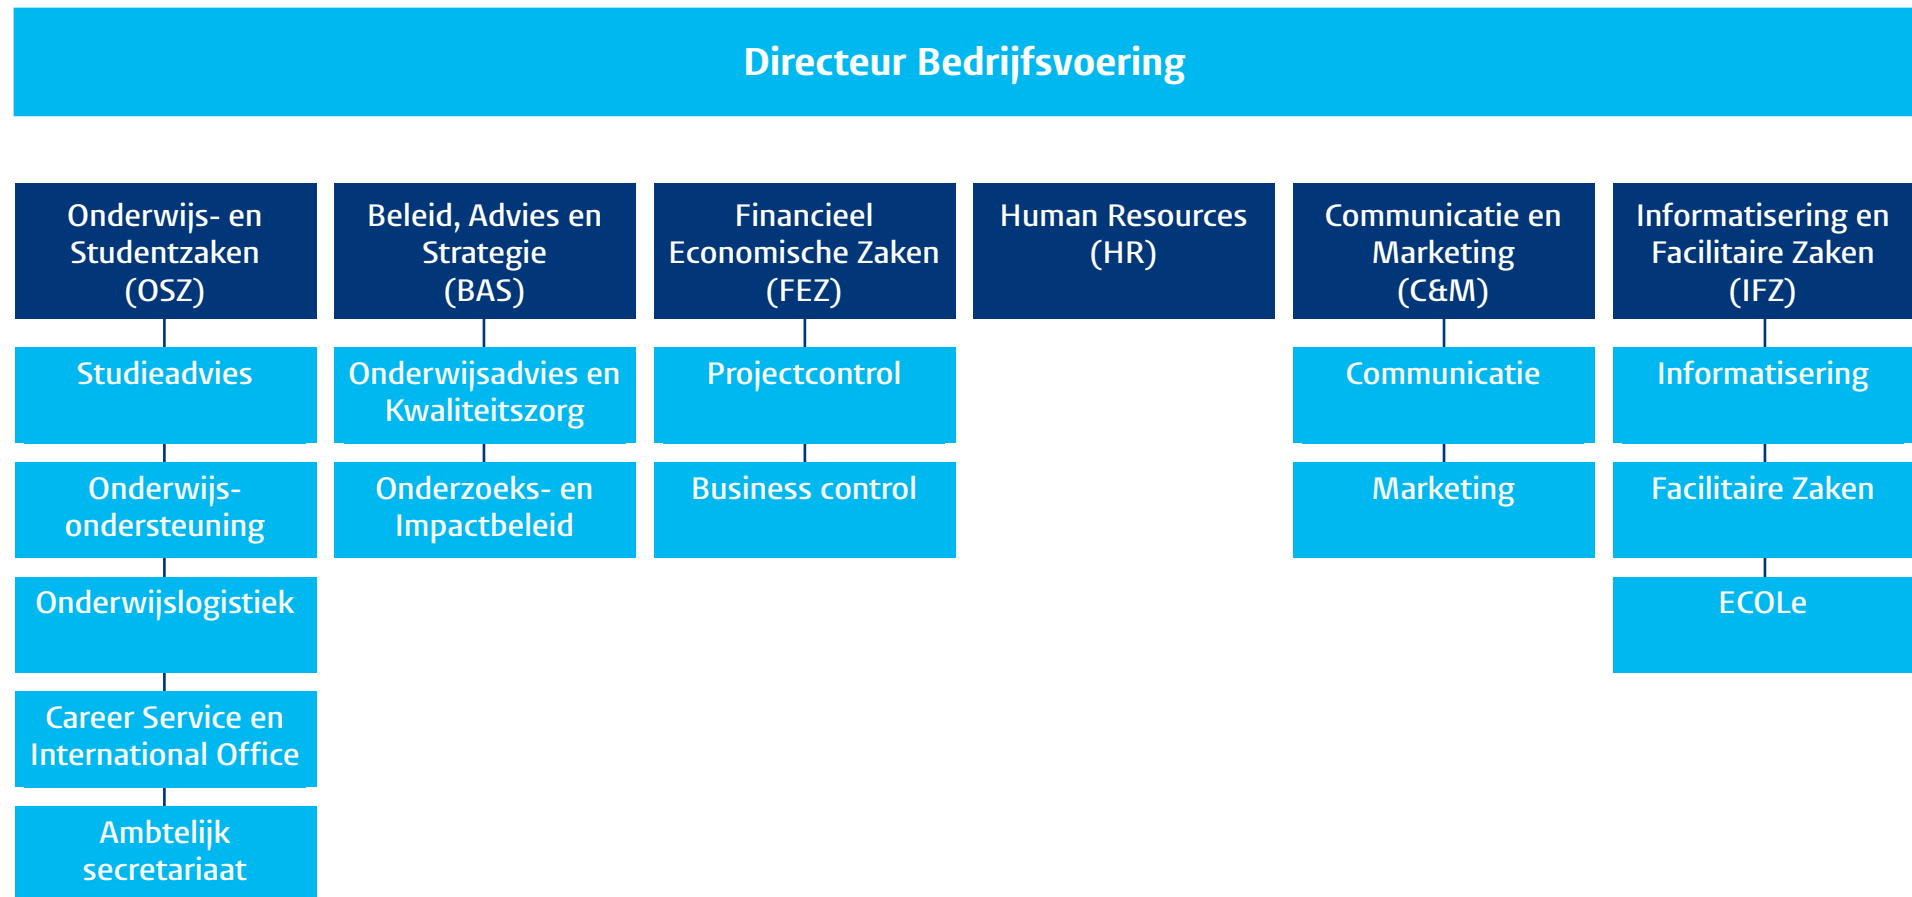 Directeur Bedrijfsvoering
Onderwijs- en
Studentzaken
(OSZ)
Studieadvies
Onderwijs-
ondersteuning
Onderwijslogistiek
Career Service en
International Office
Ambtelijk
secretariaat
Beleid, Advies en
Strategie
(BAS)
Onderwijsadvies en
Kwaliteitszorg
Onderzoeks- en
Impactbeleid
Financieel
Economische Zaken
(FEZ)
Projectcontrol
Business control
Human Resources
(HR)
Communicatie en
Marketing
(C&M)
Communicatie
Marketing
Informatisering en
Facilitaire Zaken
(IFZ)
Informatisering
Facilitaire Zaken
ECOLe